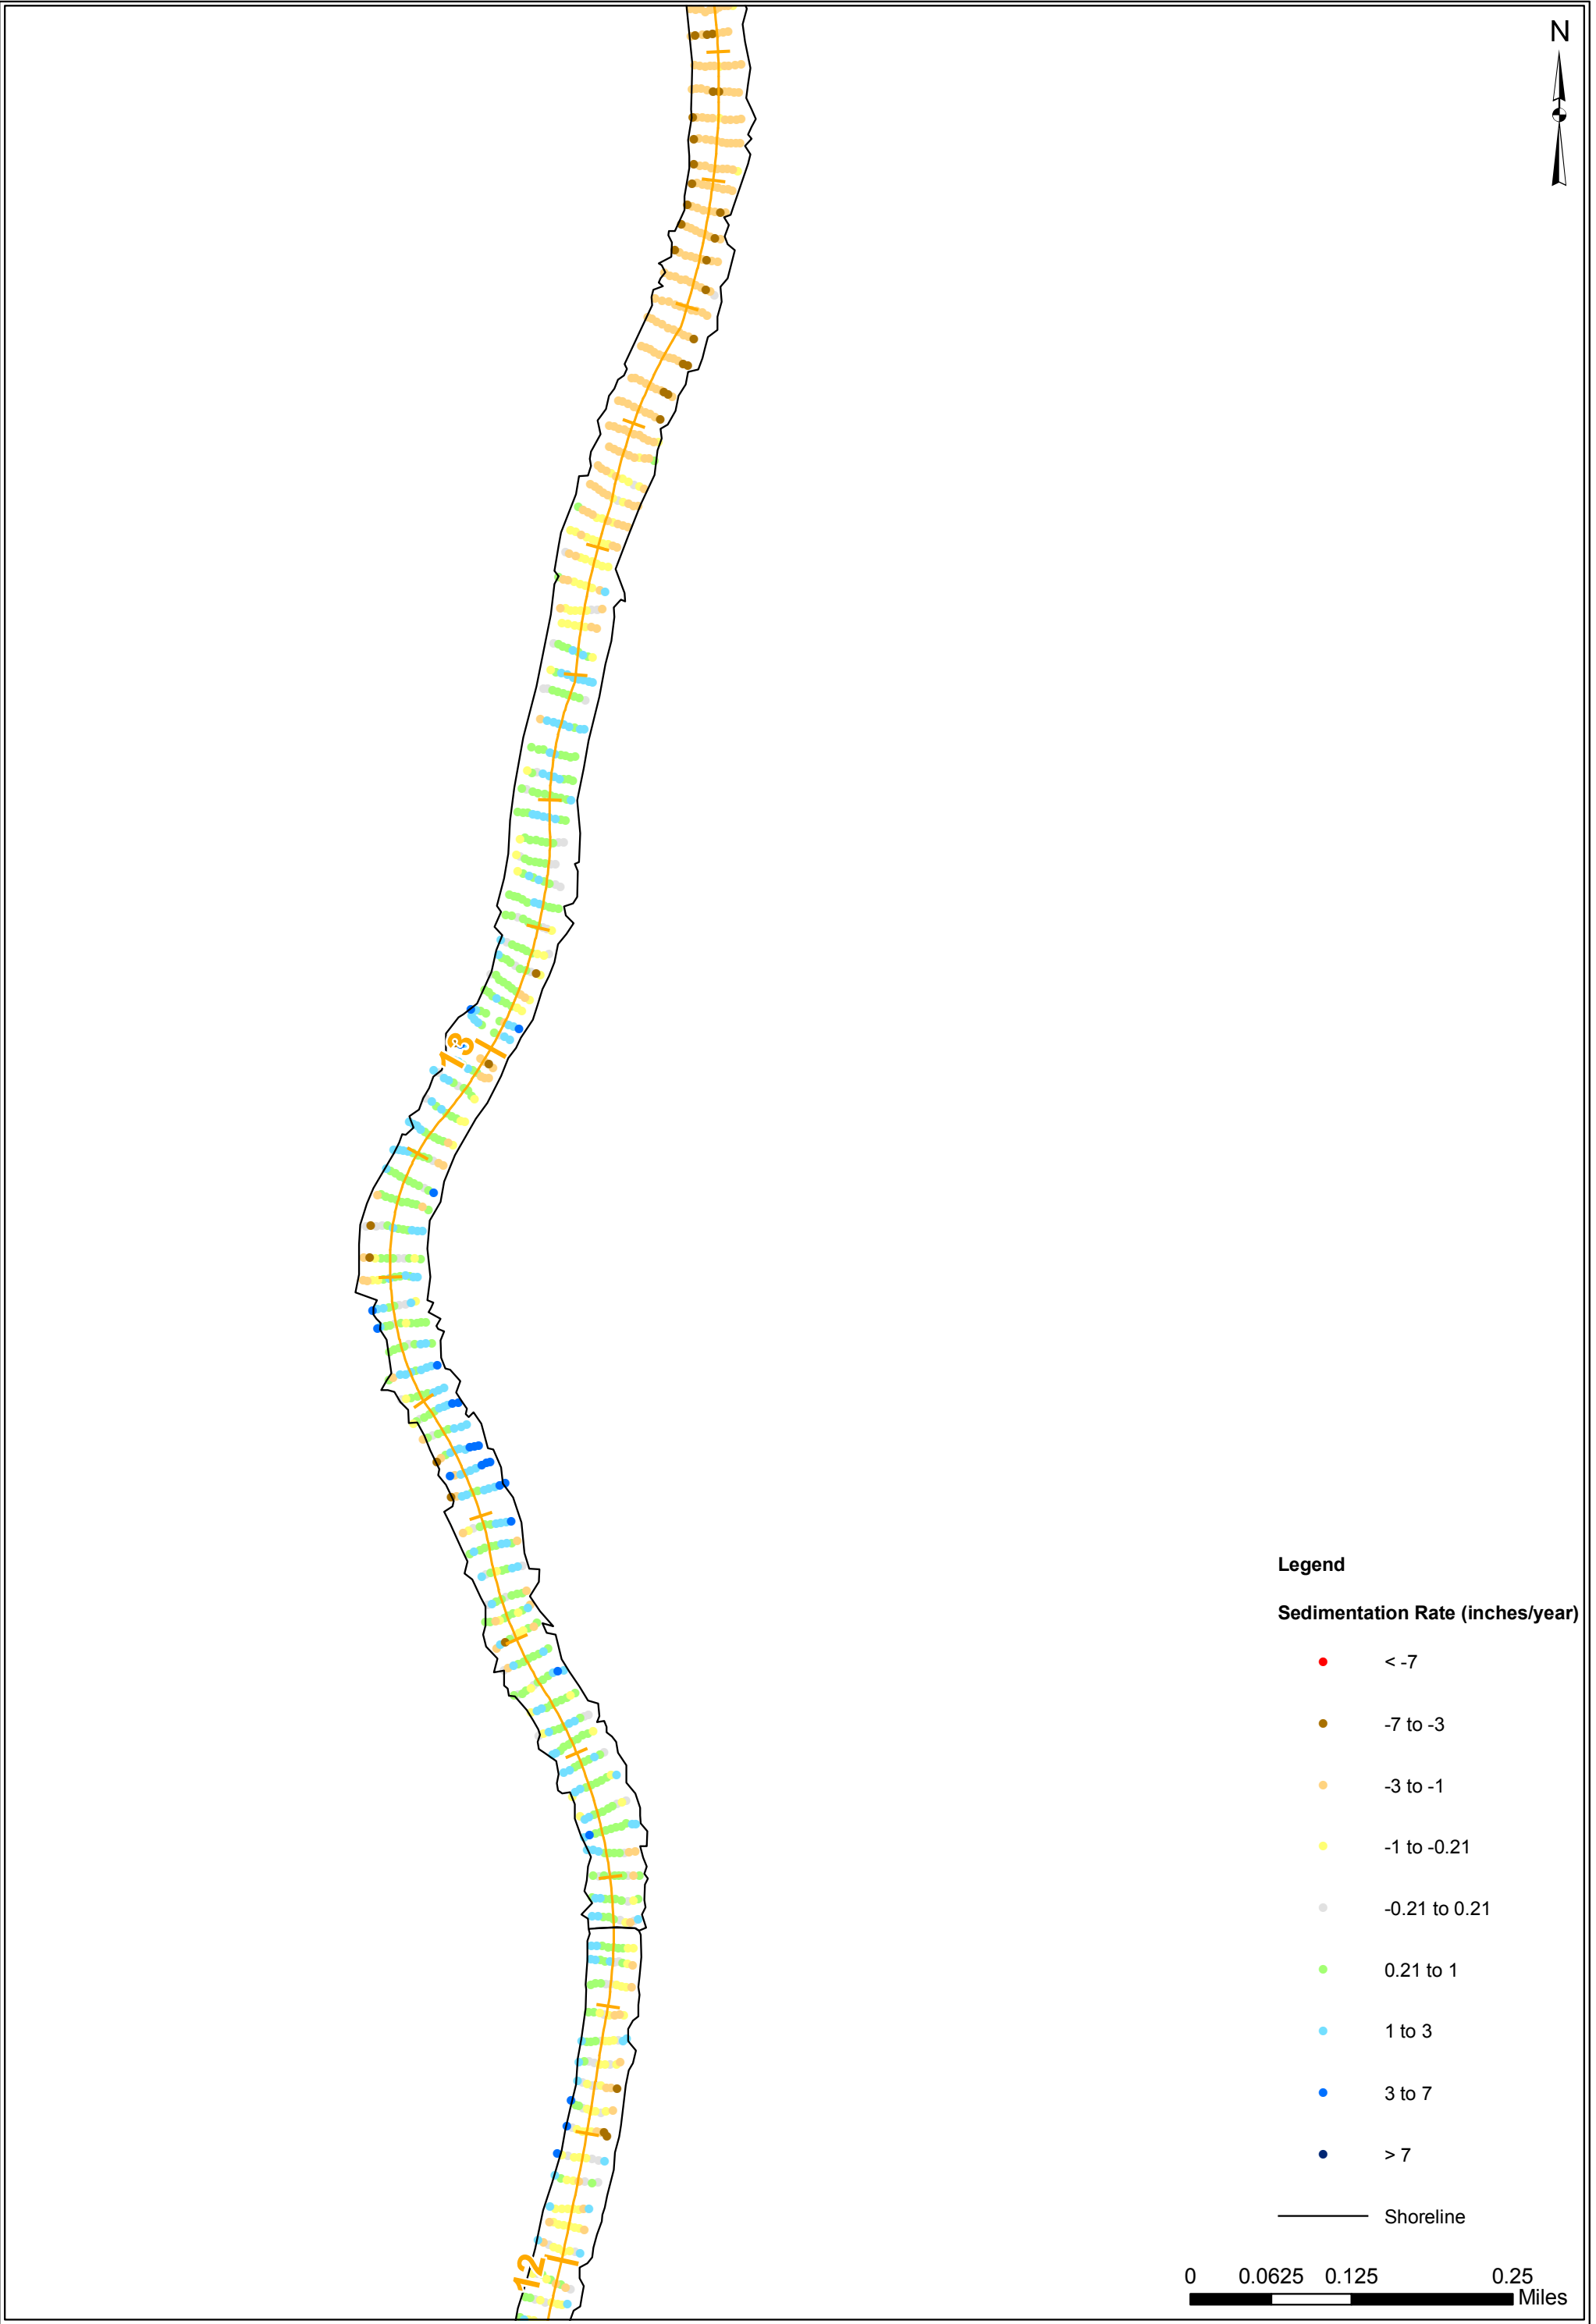 N
13
Legend
Sedimentation Rate (inches/year)
< -7
-7 to -3
-3 to -1
-1 to -0.21
-0.21 to 0.21
0.21 to 1
1 to 3
3 to 7
> 7
Shoreline
12
0 0.0625 0.125 0.25
Miles